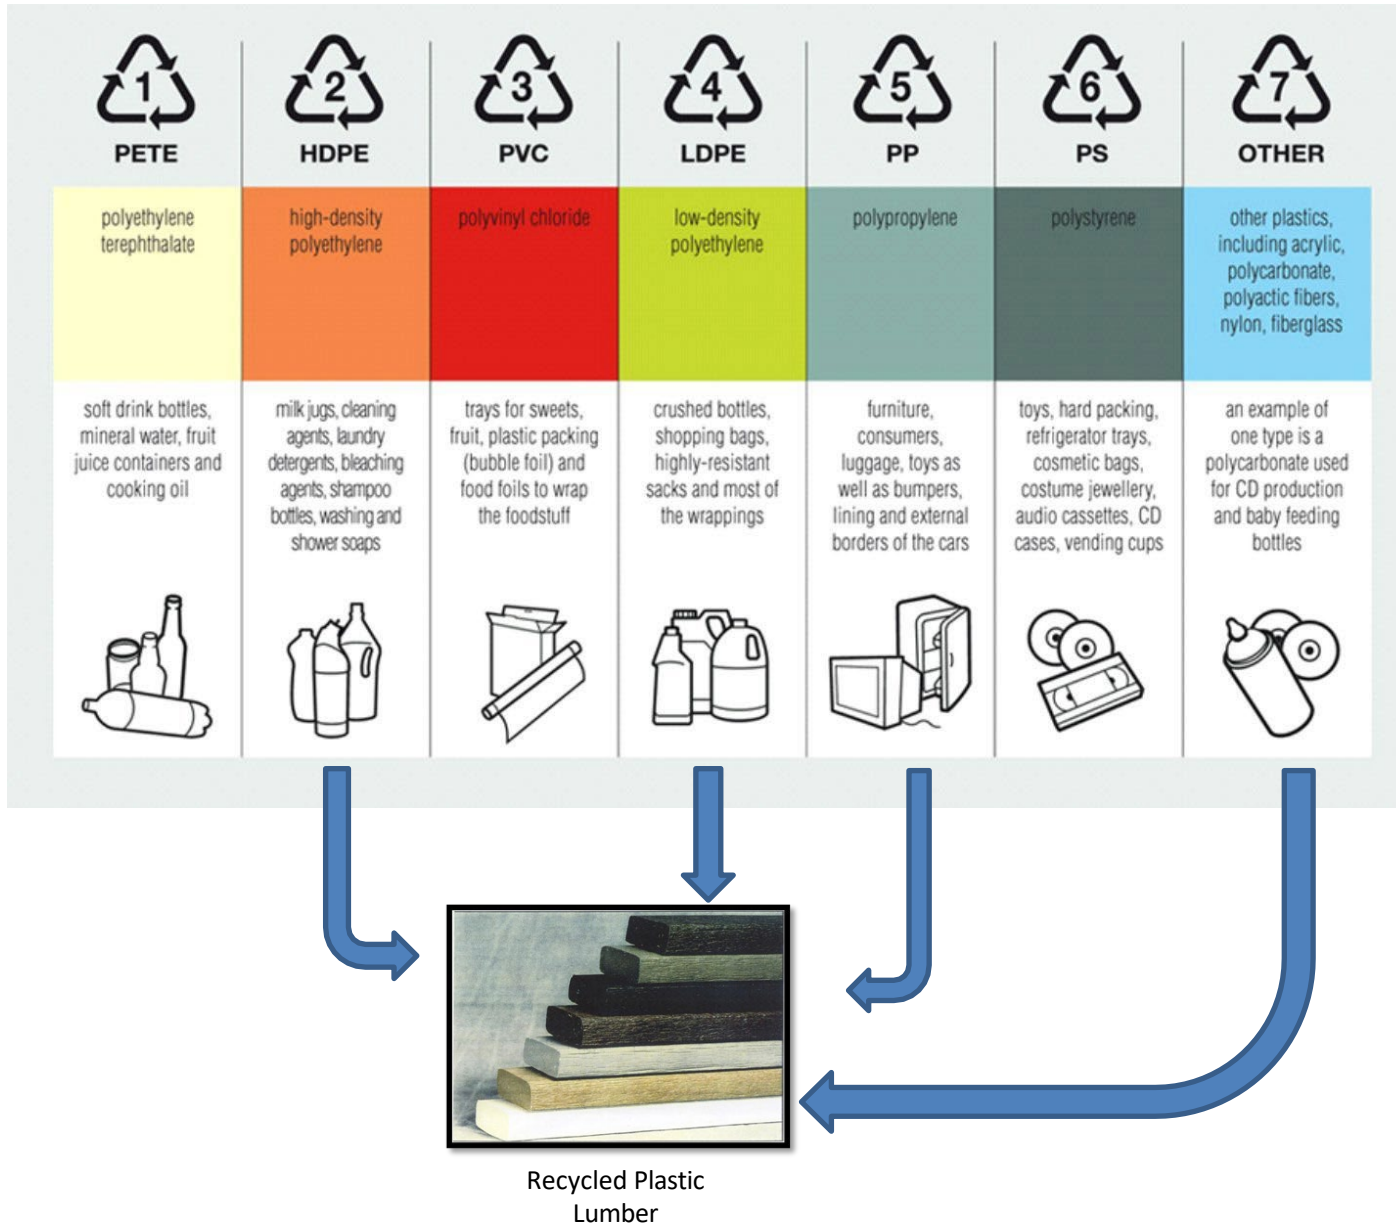 1
PETE
polyethylene
terephthalate
soft drink bottles,
mineral water, fruit
juice containers and
cooking oil
2
HDPE
high-density
polyethylene
milk jugs, cleaning
agents, laundry
detergents, bleaching
agents, shampoo
bottles, washing and
shower soaps
3
PVC
polyvinyl chloride
trays for sweets,
fruit, plastic packing
(bubble foil) and
food foils to wrap
the foodstuff
4
LDPE
low-density
polyethylene
crushed bottles,
shopping bags,
highly-resistant
sacks and most of
the wrappings
5
PP
polypropylene
furniture,
consumers,
luggage, toys as
well as bumpers,
lining and external
borders of the cars
6
PS
polystyrene
toys, hard packing,
refrigerator trays,
cosmetic bags,
costume jewellery,
audio cassettes, CD
cases, vending cups
7
OTHER
other plastics,
including acrylic,
polycarbonate,
polyactic fibers,
nylon, fiberglass
an example of
one type is a
polycarbonate used
for CD production
and baby feeding
bottles
Recycled Plastic
Lumber